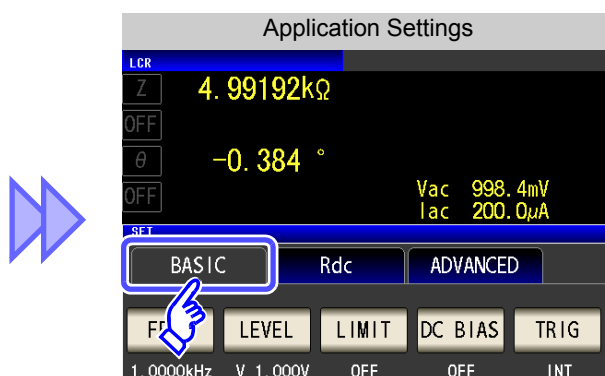 Application Settings
LCR
Z 4.99192kΩ
OFF
θ -0.384 °
OFF
Vac 998.4mV
Iac 200.0μA
SET
BASIC Rdc ADVANCED
LEVEL LIMIT DC BIAS TRIG
1.0000kHz V 1.000V OFF OFF INT